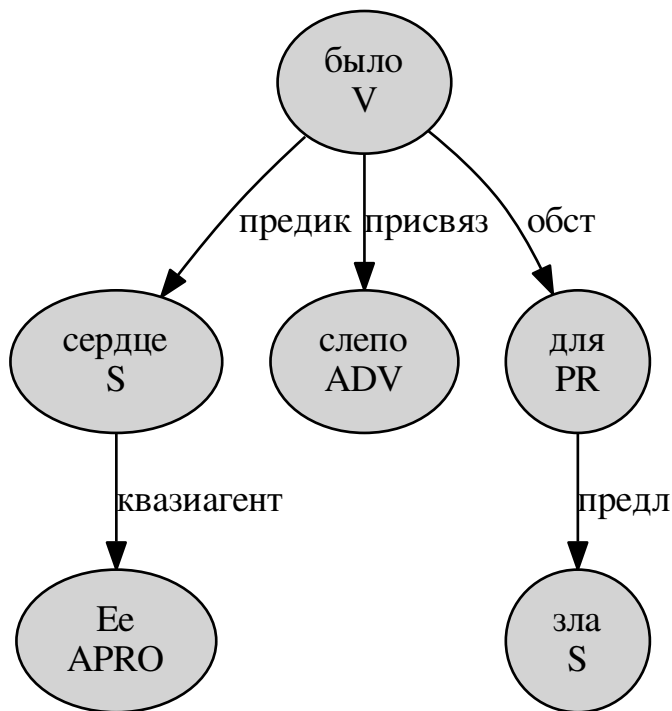 было
V
предик
присвяз
обст
сердце
S
слепо
ADV
для
PR
квазиагент
предл
Ее
APRO
зла
S